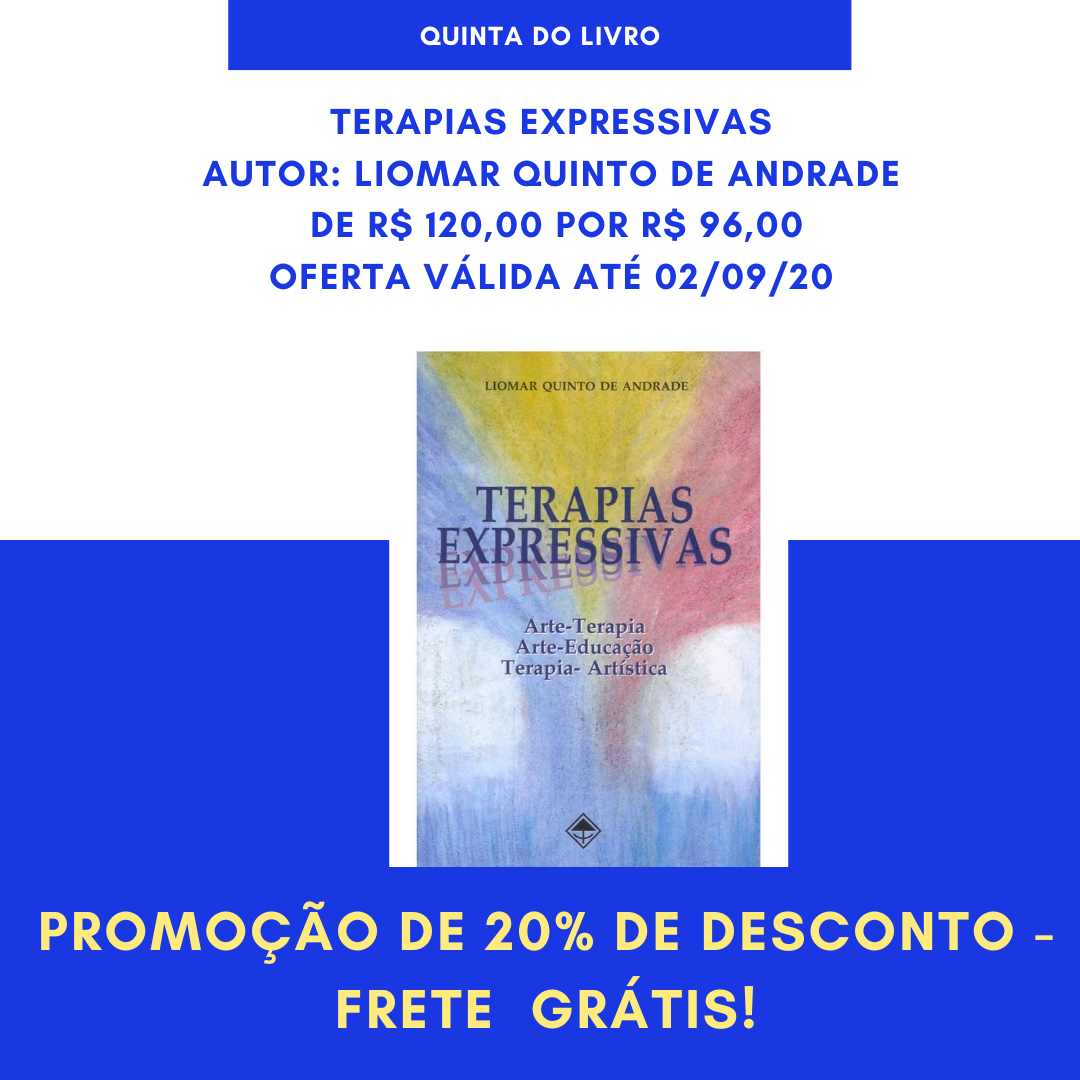 QUINTA DO LIVRO
TERAPIAS EXPRESSIVAS
AUTOR: LIOMAR QUINTO DE ANDRADE
DE R$ 120,00 POR R$ 96,00
OFERTA VÁLIDA ATÉ 02/09/20
LIOMAR QUINTO DE ANDRADE
TERAPIAS
EXPRESSIVAS
Arte-Terapia
Arte-Educação
Terapia- Artística
PROMOÇÃO DE 20% DE DESCONTO -
FRETE GRÁTIS!